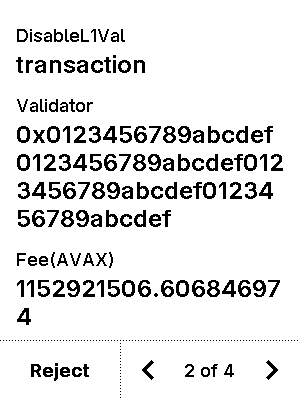 DisableL1Val
transaction
Validator
0x0123456789abcdef
0123456789abcdef012
3456789abcdef01234
56789abcdef
Fee(AVAX)
1152921506.60684697
4
Reject
2 of 4